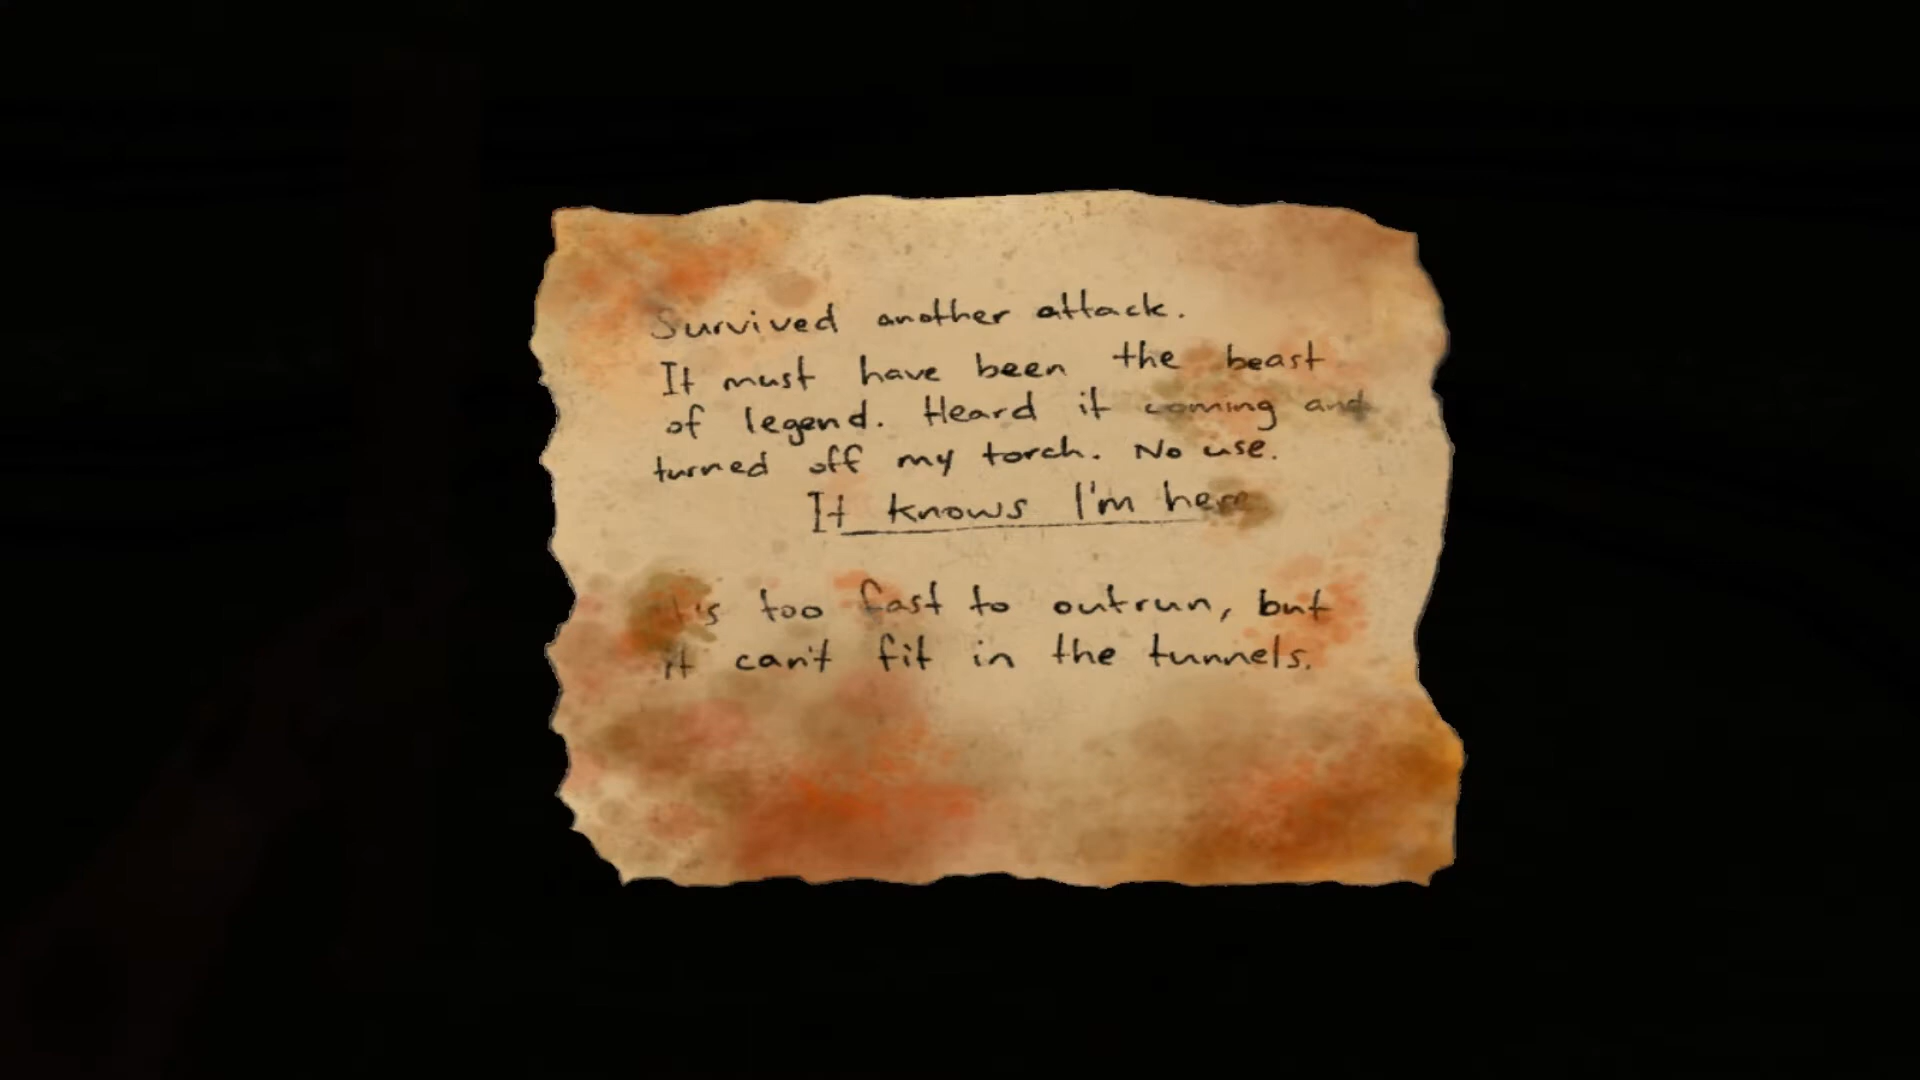 Survived another attack.
It must have been the beast
of legend. Heard it coming and
turned off my torch. No use.
It knows I'm here
It's too fast to outrun, but
it can't fit in the tunnels.